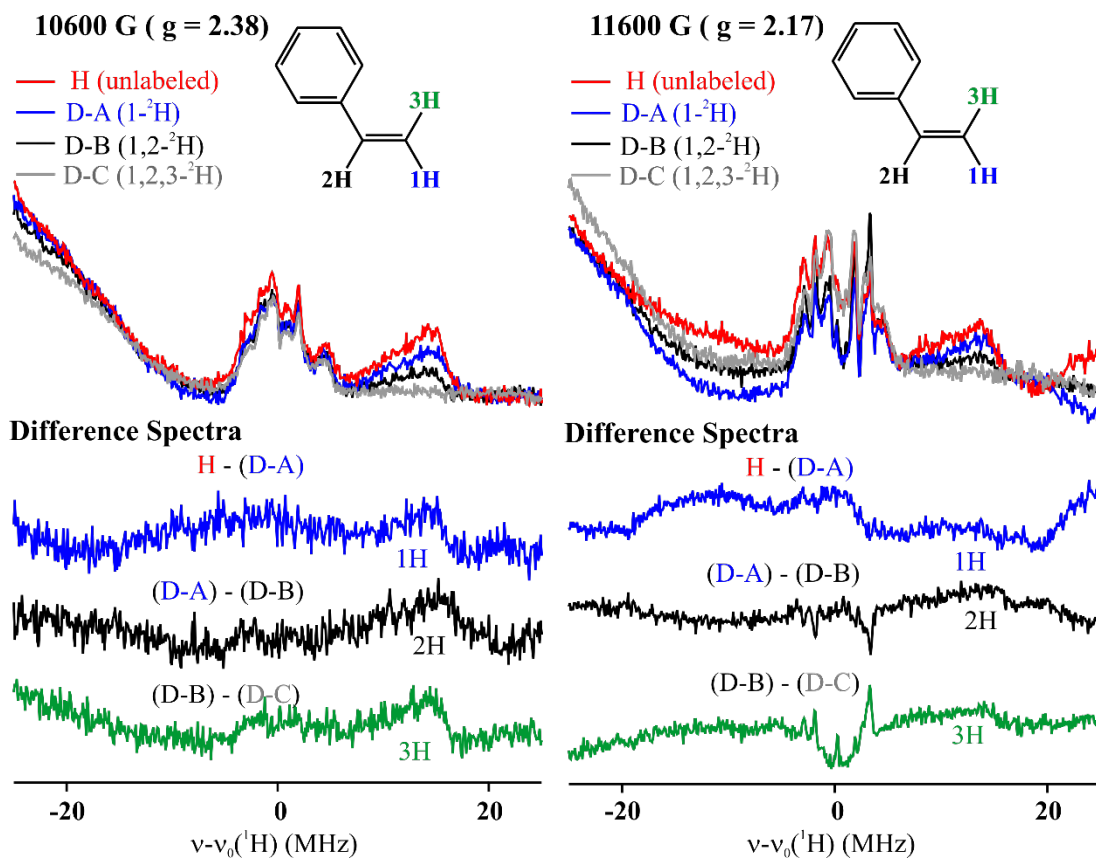 10600 G ( g = 2.38)
H (unlabeled)
D-A (1-²H)
D-B (1,2-²H)
D-C (1,2,3-²H)
3H
2H
1H
Difference Spectra
H - (D-A)
1H
(D-A) - (D-B)
2H
(D-B) - (D-C)
3H
-20 0 20
ν-ν₀(¹H) (MHz)
11600 G ( g = 2.17)
H (unlabeled)
D-A (1-²H)
D-B (1,2-²H)
D-C (1,2,3-²H)
3H
2H
1H
Difference Spectra
H - (D-A)
1H
(D-A) - (D-B)
2H
(D-B) - (D-C)
3H
-20 0 20
ν-ν₀(¹H) (MHz)